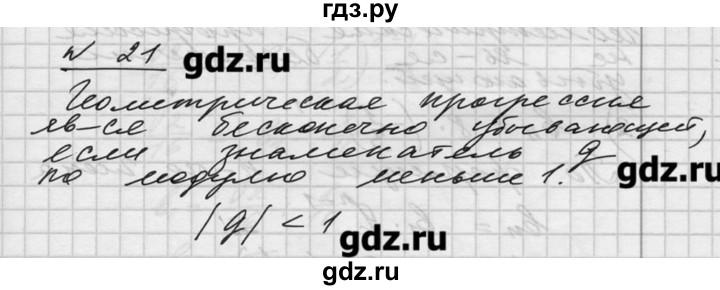 гдз.ру
№ 21 gdz.ru
Геометрическая прогрессия
яв-ся бесконечно убывающей,
если знаменатель q
по модулю меньше 1. gdz.ru
|q| < 1 gdz.ru
gdz.ru